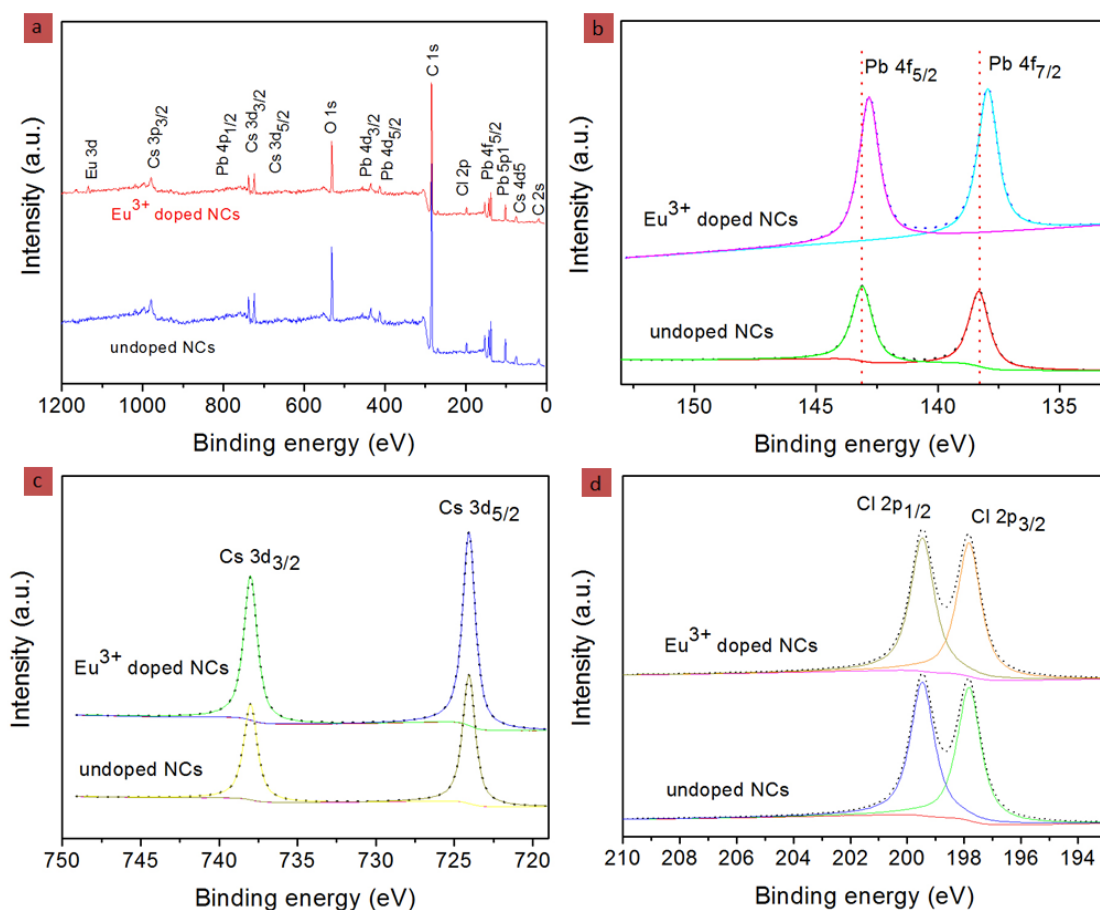 a
Intensity (a.u.)
Eu 3d
Cs 3p3/2
Pb 4p1/2
Cs 3d3/2
Cs 3d5/2
O 1s
Pb 4d3/2
Pb 4d5/2
C 1s
Cl 2p
Pb 4f5/2
Pb 5p1
Cs 4d5
C 2s
Eu3+ doped NCs
undoped NCs
1200 1000 800 600 400 200 0
Binding energy (eV)
b
Intensity (a.u.)
Pb 4f5/2
Pb 4f7/2
Eu3+ doped NCs
undoped NCs
150 145 140 135
Binding energy (eV)
c
Intensity (a.u.)
Cs 3d5/2
Cs 3d3/2
Eu3+ doped NCs
undoped NCs
750 745 740 735 730 725 720
Binding energy (eV)
d
Intensity (a.u.)
Cl 2p1/2
Cl 2p3/2
Eu3+ doped NCs
undoped NCs
210 208 206 204 202 200 198 196 194
Binding energy (eV)